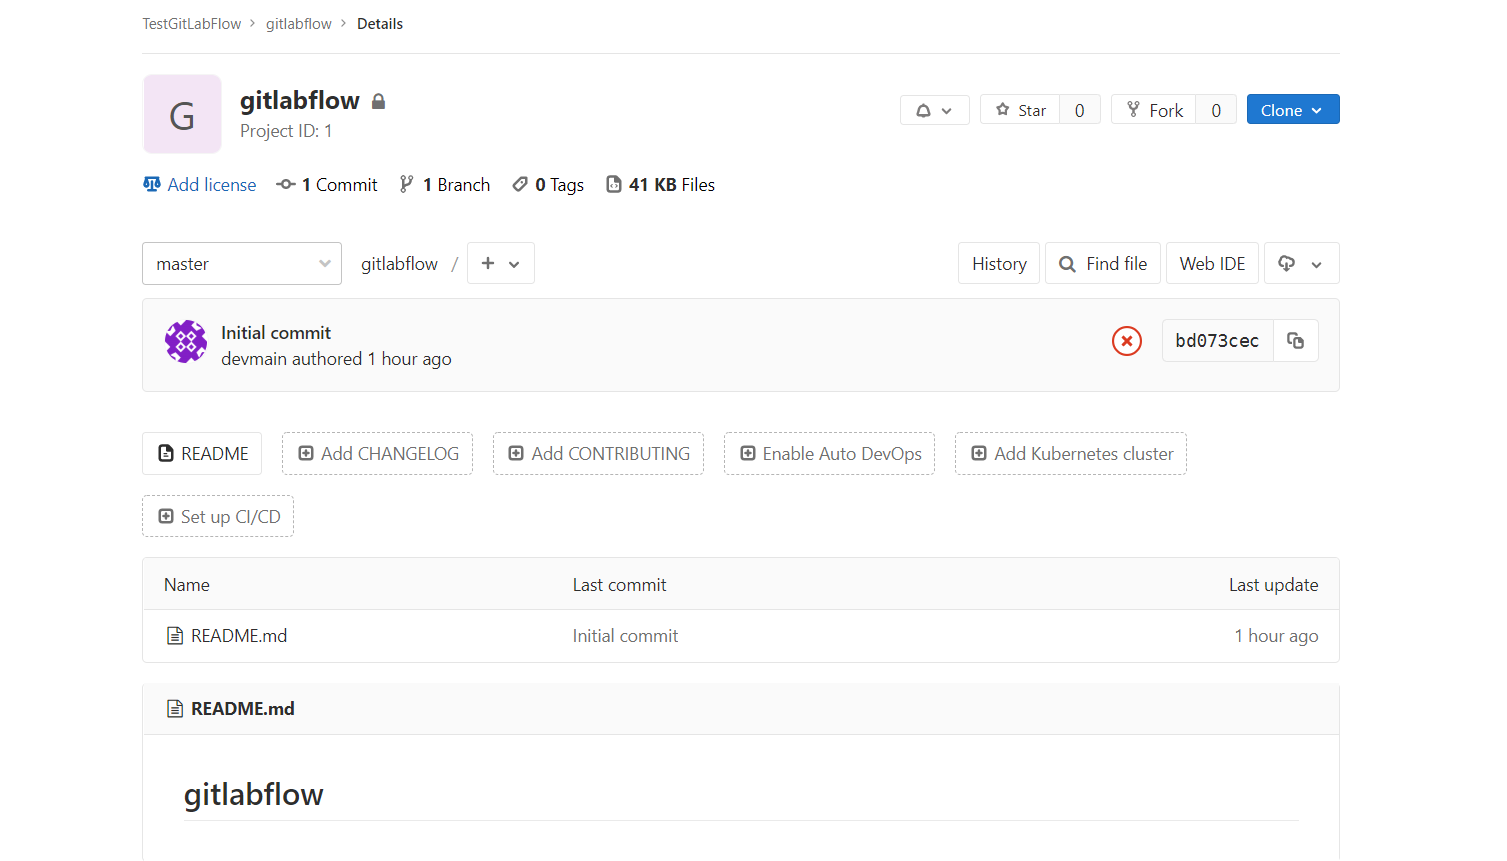 TestGitLabFlow > gitlabflow > Details
G
gitlabflow
Project ID: 1
Star 0 Fork 0 Clone
Add license 1 Commit 1 Branch 0 Tags 41 KB Files
master gitlabflow / + History Find file Web IDE
Initial commit
devmain authored 1 hour ago
bd073cec
README Add CHANGELOG Add CONTRIBUTING Enable Auto DevOps Add Kubernetes cluster
Set up CI/CD
Name Last commit Last update
README.md Initial commit 1 hour ago
README.md
gitlabflow